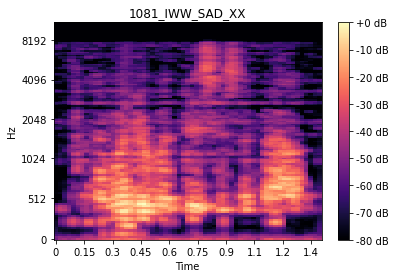 1081_IWW_SAD_XX
+0 dB
8192
-10 dB
4096
-20 dB
-30 dB
2048
Hz
-40 dB
1024
-50 dB
512
-60 dB
-70 dB
0
-80 dB
0 0.15 0.3 0.45 0.6 0.75 0.9 1 1.2 1.4
Time